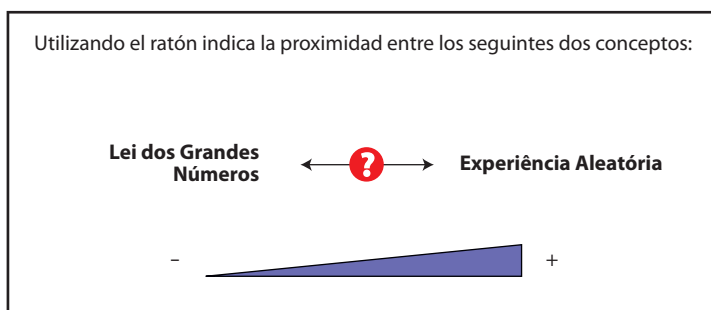 Utilizando el ratón indica la proximidad entre los seguintes dos conceptos:
Lei dos Grandes
Números
?
Experiência Aleatória
– +